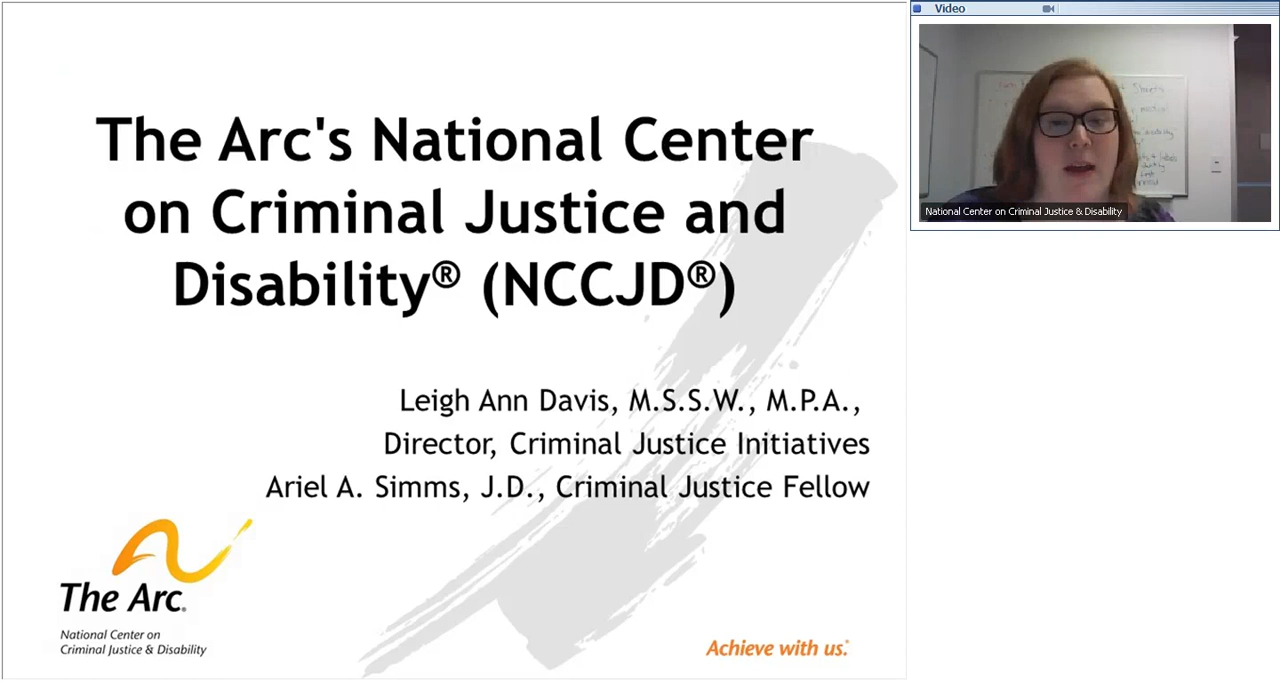 The Arc's National Center
on Criminal Justice and
Disability® (NCCJD®)
Leigh Ann Davis, M.S.S.W., M.P.A.,
Director, Criminal Justice Initiatives
Ariel A. Simms, J.D., Criminal Justice Fellow
The Arc.
National Center on
Criminal Justice & Disability
Achieve with us.®
Video
National Center on Criminal Justice & Disability